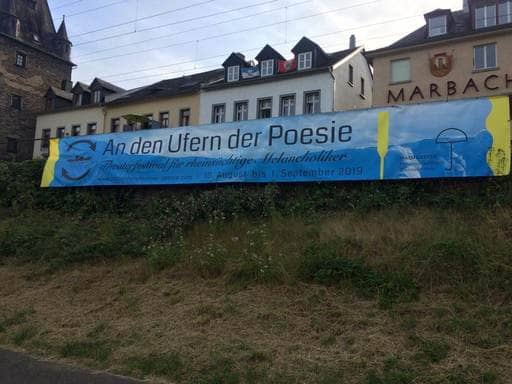 MARBACH
An den Ufern der Poesie
Theaterfestival für rheinsüchtige Melancholiker
10. August bis 1. September 2019